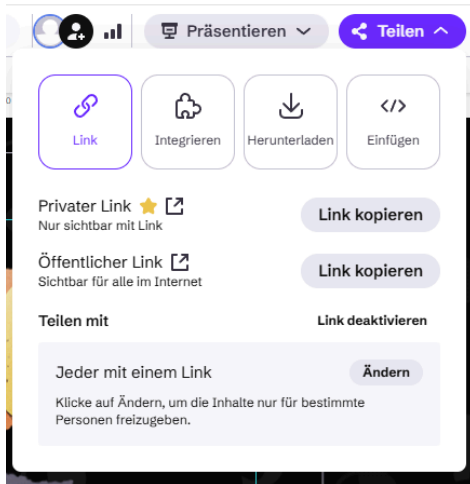 Präsentieren
Teilen
Link
Integrieren
Herunterladen
</>
Einfügen
Privater Link
Nur sichtbar mit Link
Link kopieren
Öffentlicher Link
Sichtbar für alle im Internet
Link kopieren
Teilen mit
Link deaktivieren
Jeder mit einem Link
Ändern
Klicke auf Ändern, um die Inhalte nur für bestimmte
Personen freizugeben.